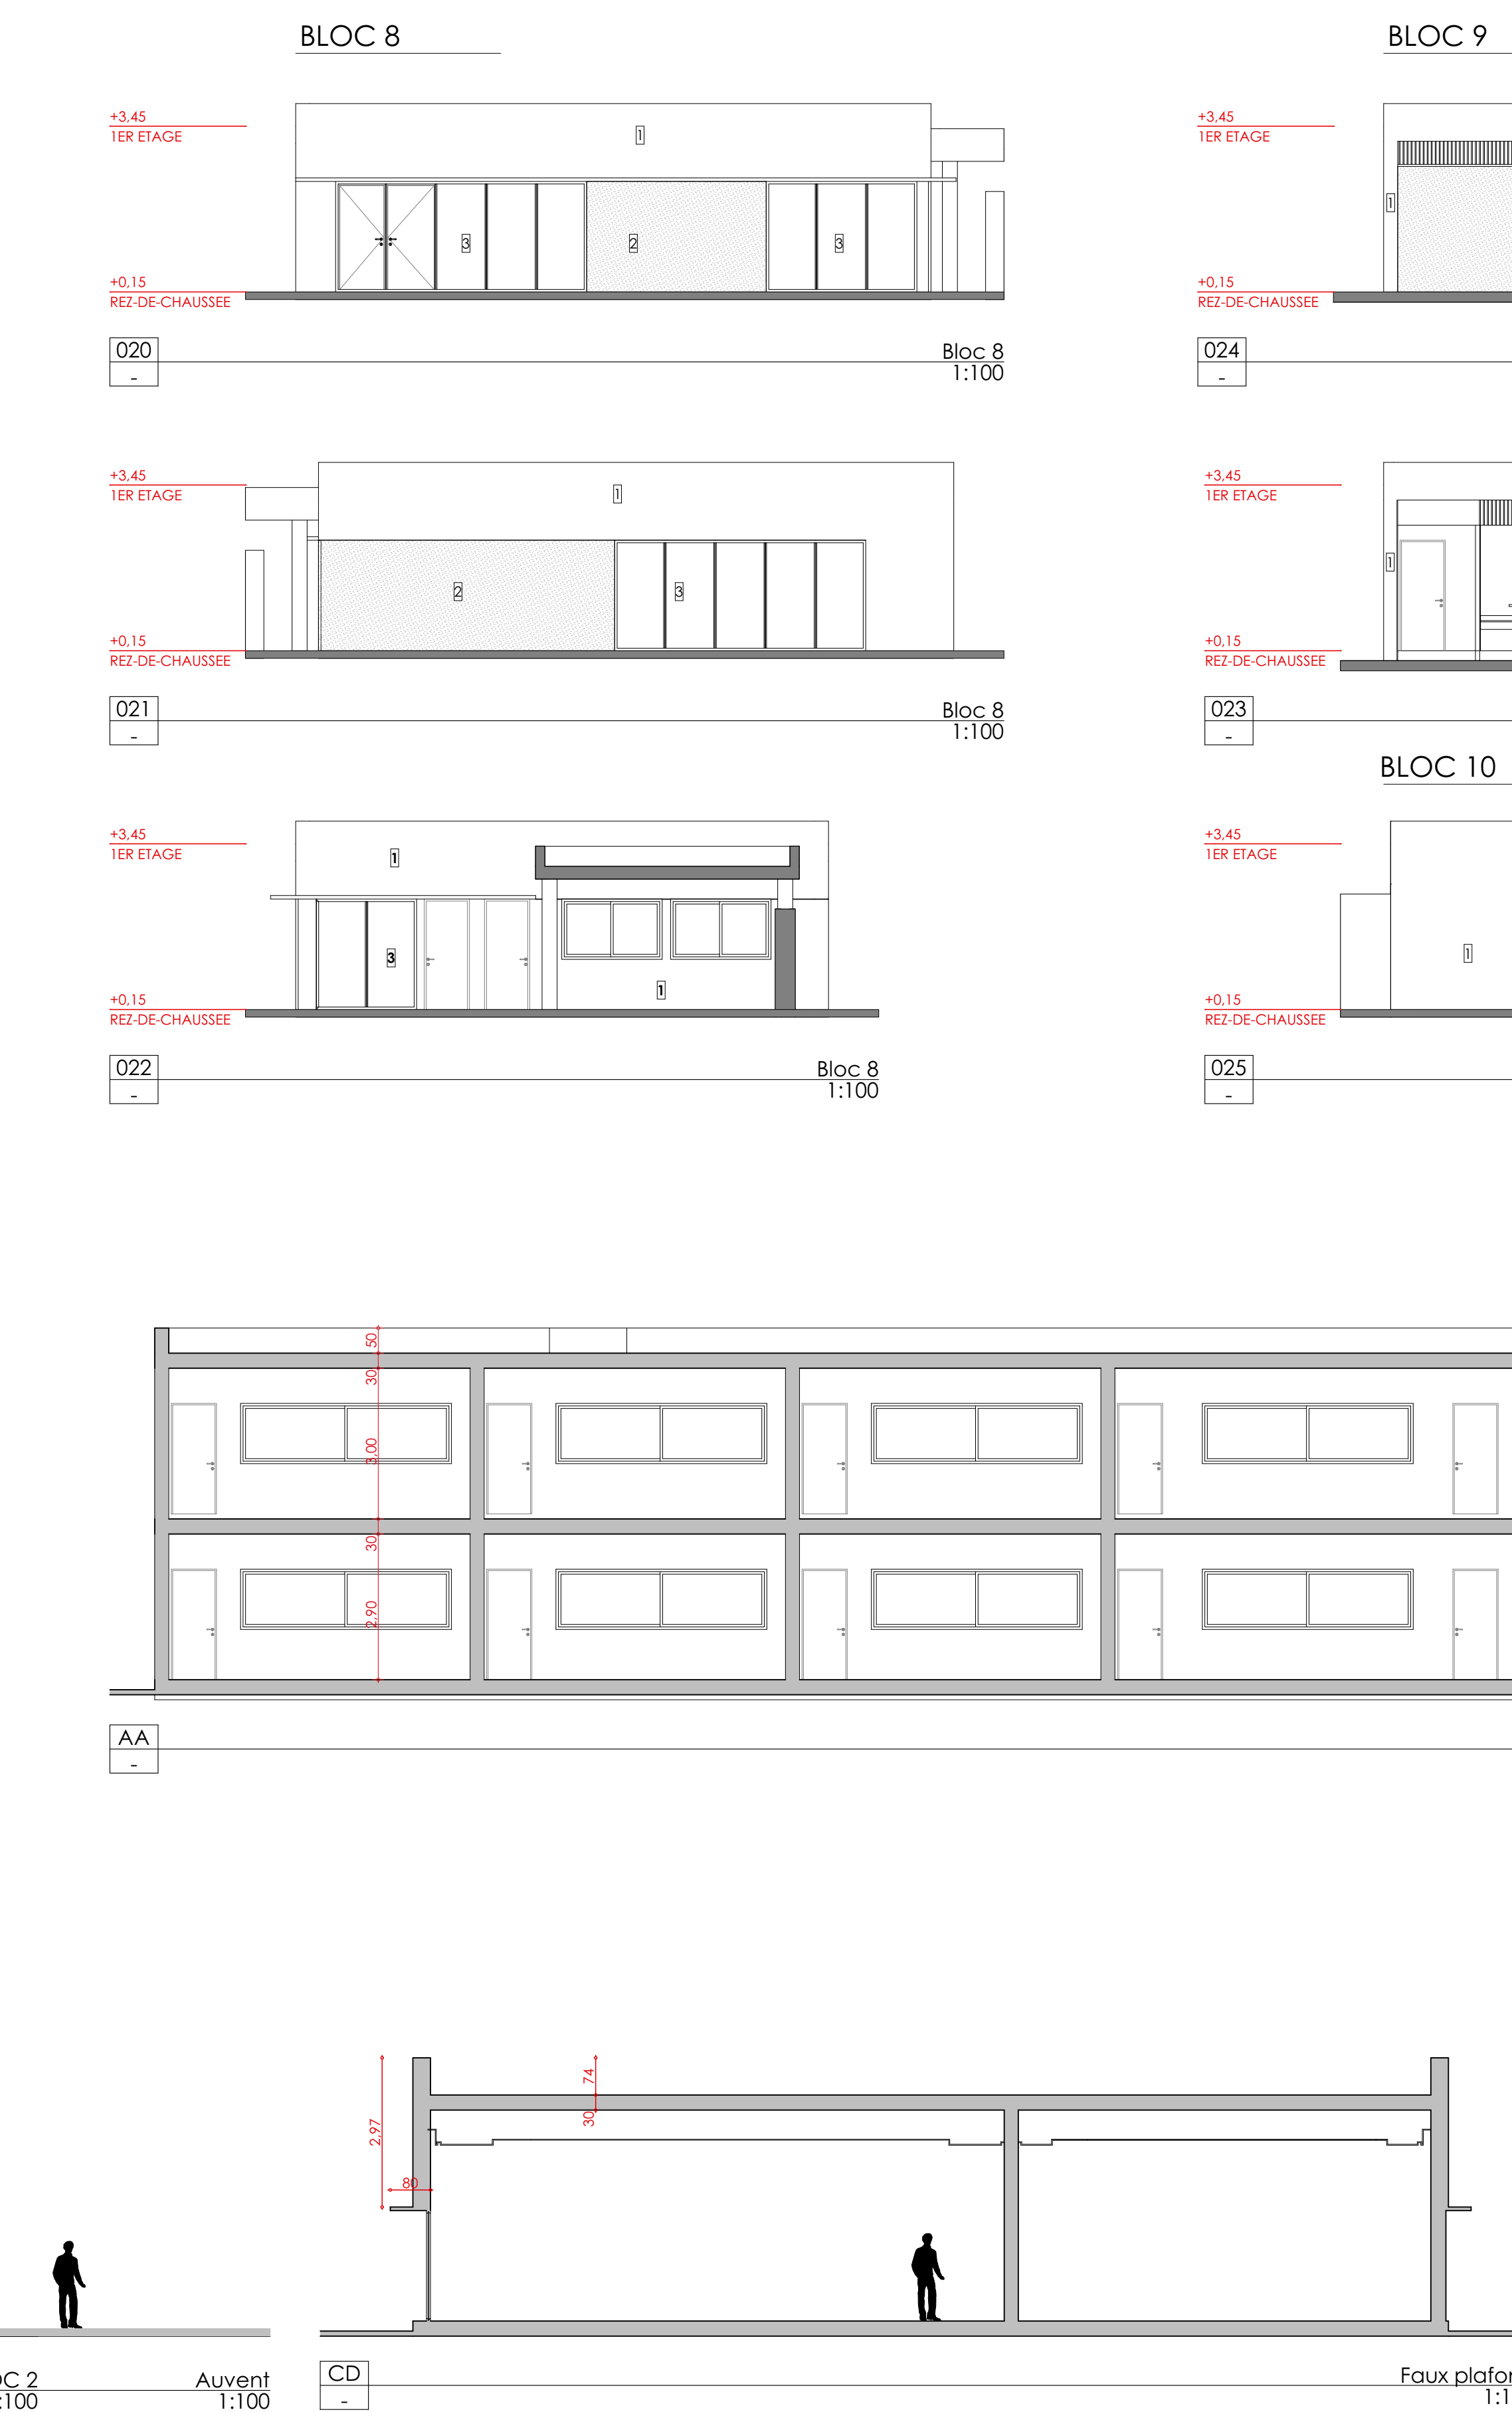 BLOC 8
BLOC 9
+3,45
1ER ETAGE
1
3
2
3
+0,15
REZ-DE-CHAUSSEE
020
-
Bloc 8
1:100
+3,45
1ER ETAGE
1
+0,15
REZ-DE-CHAUSSEE
024
-
+3,45
1ER ETAGE
1
2
3
+0,15
REZ-DE-CHAUSSEE
021
-
Bloc 8
1:100
+3,45
1ER ETAGE
1
+0,15
REZ-DE-CHAUSSEE
023
-
BLOC 10
+3,45
1ER ETAGE
1
3
1
+0,15
REZ-DE-CHAUSSEE
022
-
Bloc 8
1:100
+3,45
1ER ETAGE
1
+0,15
REZ-DE-CHAUSSEE
025
-
50
30
3,00
30
2,90
AA
-
74
30
2,97
80
2
:100
Auvent
1:100
CD
-
Faux